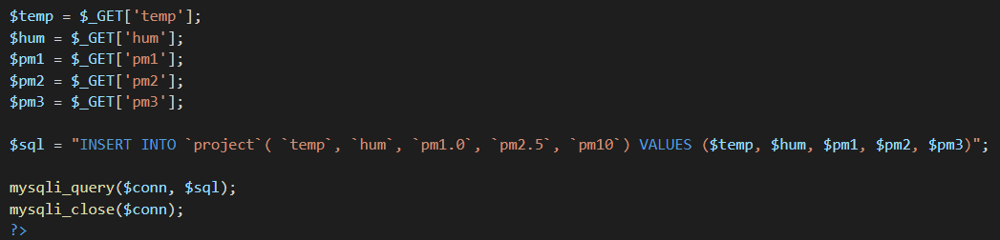 $temp = $_GET['temp'];
$hum = $_GET['hum'];
$pm1 = $_GET['pm1'];
$pm2 = $_GET['pm2'];
$pm3 = $_GET['pm3'];
$sql = "INSERT INTO `project`( `temp`, `hum`, `pm1.0`, `pm2.5`, `pm10`) VALUES ($temp, $hum, $pm1, $pm2, $pm3)";
mysqli_query($conn, $sql);
mysqli_close($conn);
?>